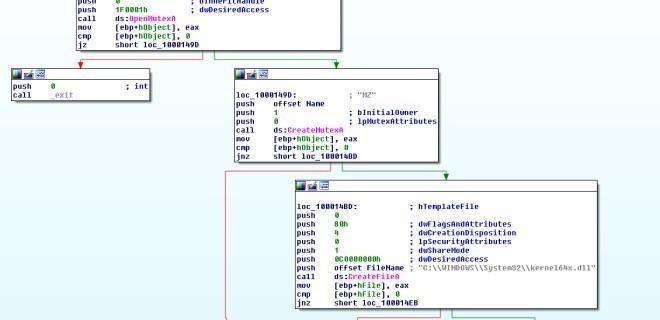 push 0 ; bInheritHandle
push 1F0001h ; dwDesiredAccess
call ds:OpenMutexA
mov [ebp+hObject], eax
cmp [ebp+hObject], 0
jnz short loc_1000149D
push 0 ; int
call _exit
loc_1000149D: ; "MZ"
push offset Name
push 1 ; bInitialOwner
push 0 ; lpMutexAttributes
call ds:CreateMutexA
mov [ebp+hObject], eax
cmp [ebp+hObject], 0
jnz short loc_100014BD
loc_100014BD: ; hTemplateFile
push 0
push 80h ; dwFlagsAndAttributes
push 4 ; dwCreationDisposition
push 0 ; lpSecurityAttributes
push 1 ; dwShareMode
push 0C0000000h ; dwDesiredAccess
push offset FileName ; "C:\\WINDOWS\\System32\\kernel64x.dll"
call ds:CreateFileA
mov [ebp+hFile], eax
cmp [ebp+hFile], 0
jnz short loc_100014EB